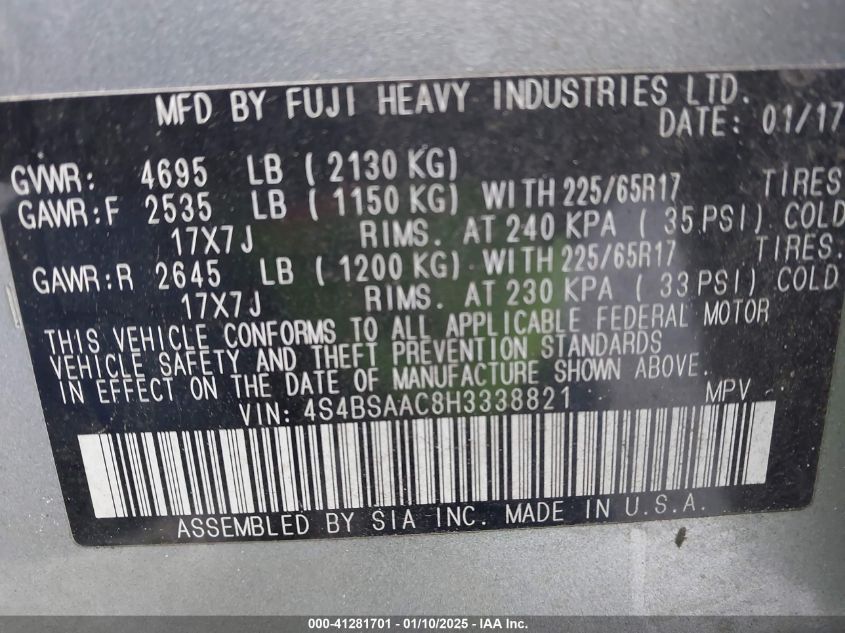 MFD BY FUJI HEAVY INDUSTRIES LTD.
DATE: 01/17
GVWR: 4695 LB ( 2130 KG)
GAWR:F 2535 LB ( 1150 KG) WITH 225/65R17 TIRES
17X7J RIMS. AT 240 KPA ( 35 PSI) COLD
GAWR:R 2645 LB ( 1200 KG) WITH 225/65R17 TIRES.
17X7J RIMS. AT 230 KPA ( 33 PSI) COLD
THIS VEHICLE CONFORMS TO ALL APPLICABLE FEDERAL MOTOR
VEHICLE SAFETY AND THEFT PREVENTION STANDARDS
IN EFFECT ON THE DATE OF MANUFACTURE SHOWN ABOVE.
VIN: 4S4BSAAC8H3338821 MPV
ASSEMBLED BY SIA INC. MADE IN U.S.A.
000-41281701 - 01/10/2025 - IAA Inc.